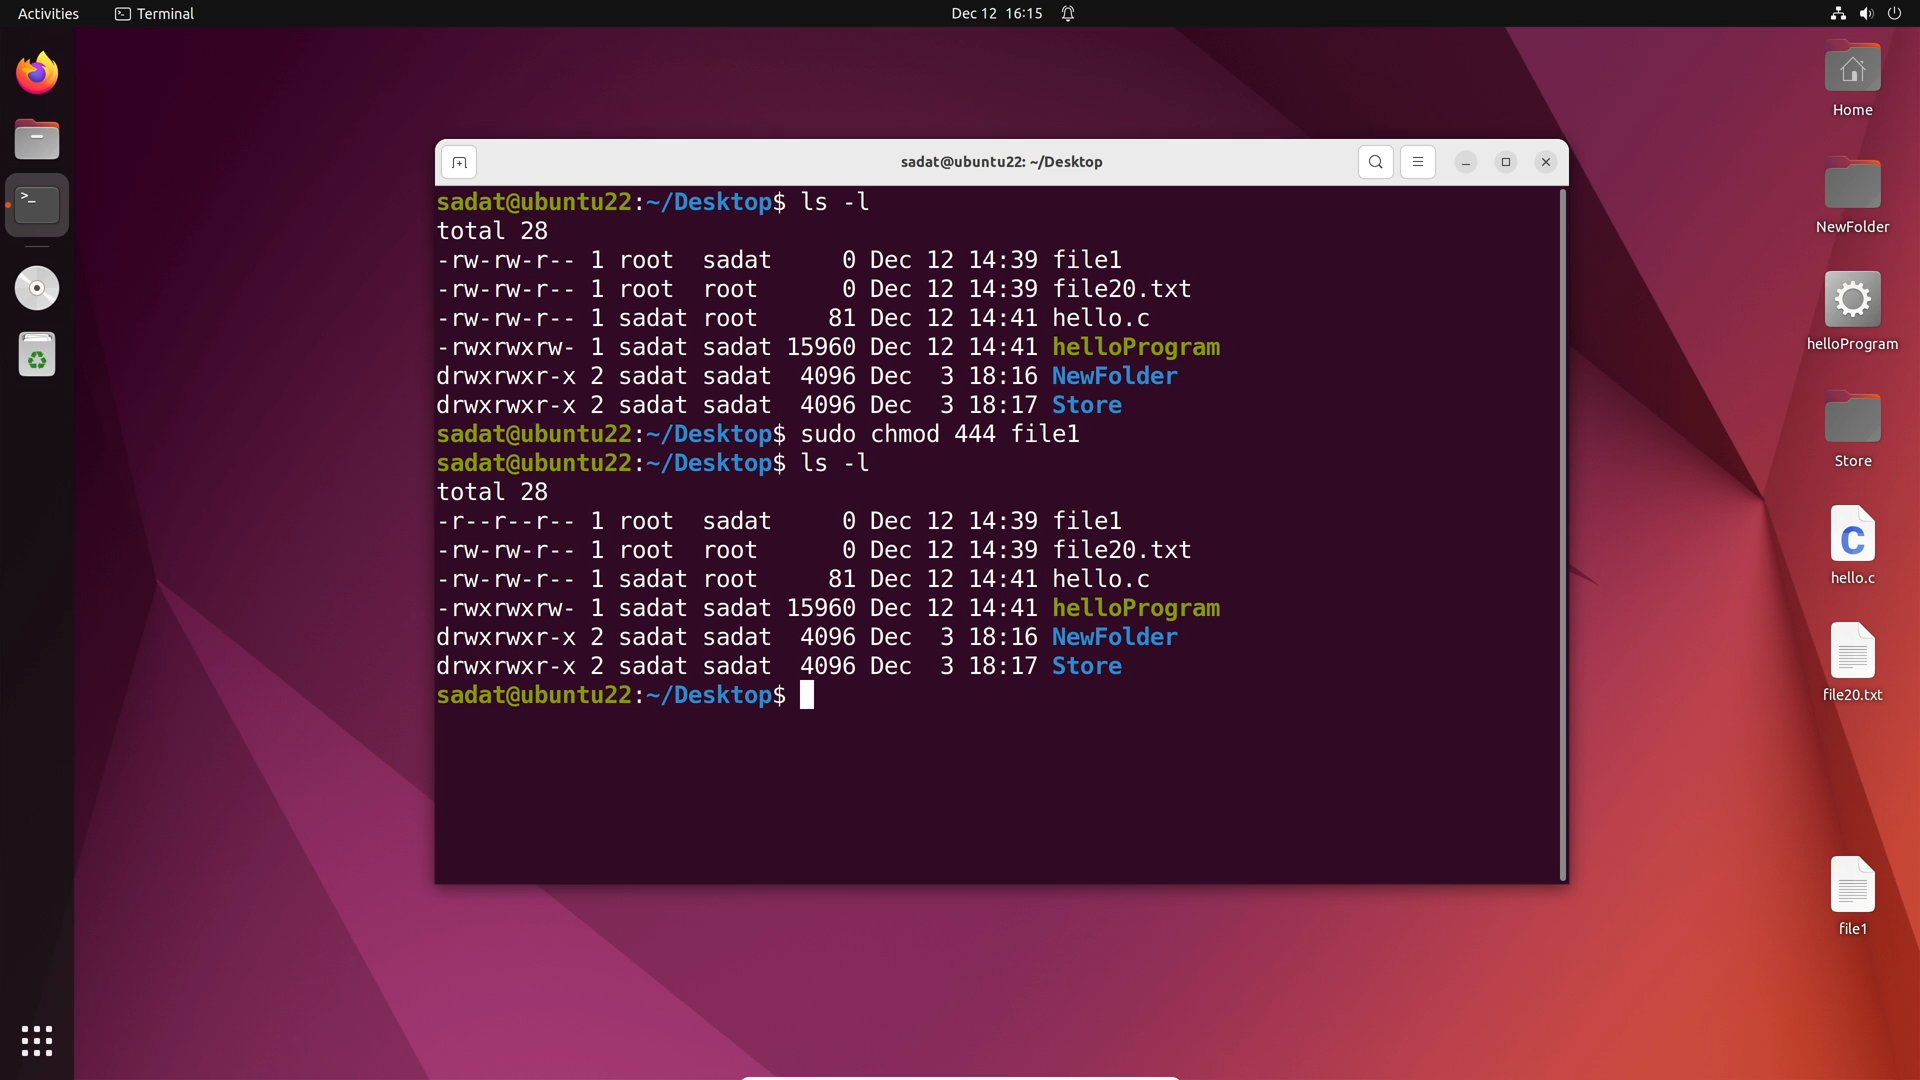 Activities Terminal Dec 12 16:15
sadat@ubuntu22: ~/Desktop
sadat@ubuntu22:~/Desktop$ ls -l
total 28
-rw-rw-r-- 1 root  sadat     0 Dec 12 14:39 file1
-rw-rw-r-- 1 root  root      0 Dec 12 14:39 file20.txt
-rw-rw-r-- 1 sadat root     81 Dec 12 14:41 hello.c
-rwxrwxrw- 1 sadat sadat 15960 Dec 12 14:41 helloProgram
drwxrwxr-x 2 sadat sadat  4096 Dec  3 18:16 NewFolder
drwxrwxr-x 2 sadat sadat  4096 Dec  3 18:17 Store
sadat@ubuntu22:~/Desktop$ sudo chmod 444 file1
sadat@ubuntu22:~/Desktop$ ls -l
total 28
-r--r--r-- 1 root  sadat     0 Dec 12 14:39 file1
-rw-rw-r-- 1 root  root      0 Dec 12 14:39 file20.txt
-rw-rw-r-- 1 sadat root     81 Dec 12 14:41 hello.c
-rwxrwxrw- 1 sadat sadat 15960 Dec 12 14:41 helloProgram
drwxrwxr-x 2 sadat sadat  4096 Dec  3 18:16 NewFolder
drwxrwxr-x 2 sadat sadat  4096 Dec  3 18:17 Store
sadat@ubuntu22:~/Desktop$
Home
NewFolder
helloProgram
Store
C
hello.c
file20.txt
file1